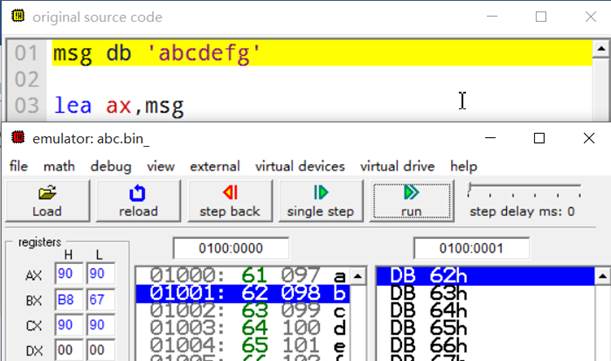 original source code
01 msg db 'abcdefg'
02
03 lea ax,msg
emulator: abc.bin_
file math debug view external virtual devices virtual drive help
Load reload step back single step run step delay ms: 0
registers
H L
0100:0000 0100:0001
AX 90 90
BX B8 67
CX 90 90
DX 00 00
01000: 61 097 a
01001: 62 098 b
01002: 63 099 c
01003: 64 100 d
01004: 65 101 e
01005: 66 102 f
DB 62h
DB 63h
DB 64h
DB 65h
DB 66h
DB 67h